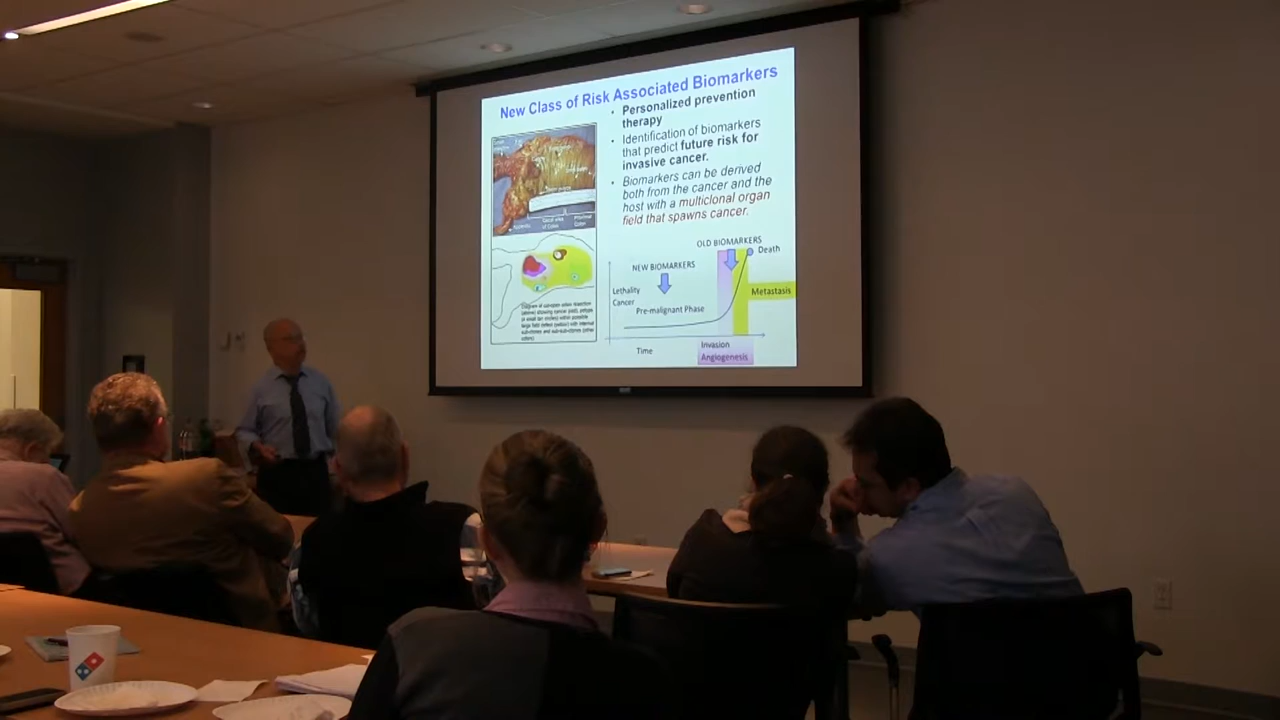 New Class of Risk Associated Biomarkers
• Personalized prevention
therapy
• Identification of biomarkers
that predict future risk for
invasive cancer.
• Biomarkers can be derived
both from the cancer and the
host with a multiclonal organ
field that spawns cancer.
OLD BIOMARKERS
Death
NEW BIOMARKERS
Lethality
Cancer
Metastasis
Pre-malignant Phase
Time
Invasion
Angiogenesis